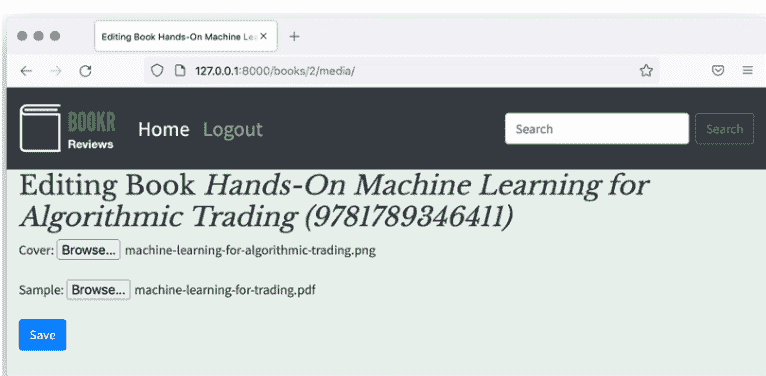 Editing Book Hands-On Machine Le
127.0.0.1:8000/books/2/media/
BOOKR
Reviews
Home Logout
Search Search
Editing Book Hands-On Machine Learning for
Algorithmic Trading (9781789346411)
Cover: Browse... machine-learning-for-algorithmic-trading.png
Sample: Browse... machine-learning-for-trading.pdf
Save